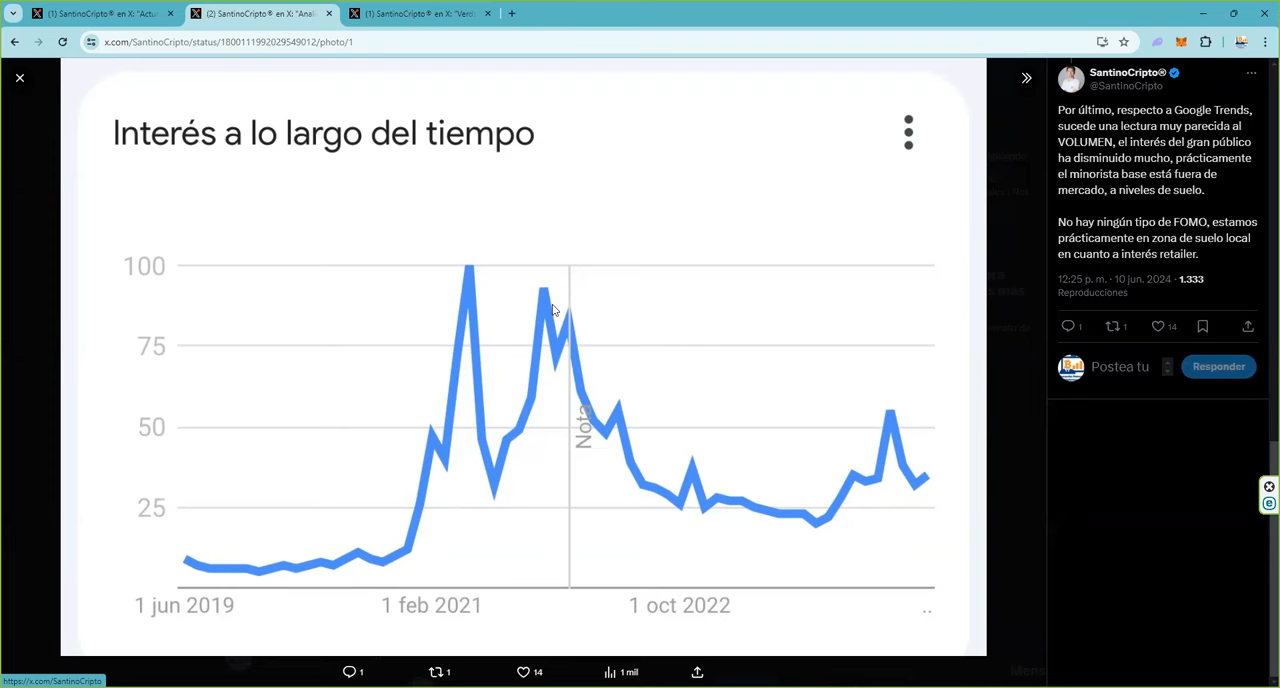 (1) SantinoCripto® en X: "Actu
(2) SantinoCripto® en X: "Anali
(1) SantinoCripto® en X: "Verd
x.com/SantinoCripto/status/1800111992029549012/photo/1
Interés a lo largo del tiempo
100
75
50
25
Nota
1 jun 2019
1 feb 2021
1 oct 2022
..
1
1
14
1 mil
https://x.com/SantinoCripto
SantinoCripto®
@SantinoCripto
Por último, respecto a Google Trends,
sucede una lectura muy parecida al
VOLUMEN, el interés del gran público
ha disminuido mucho, prácticamente
el minorista base está fuera de
mercado, a niveles de suelo.
No hay ningún tipo de FOMO, estamos
prácticamente en zona de suelo local
en cuanto a interés retailer.
12:25 p. m. · 10 jun. 2024 · 1.333
Reproducciones
1
1
14
Postea tu
Responder